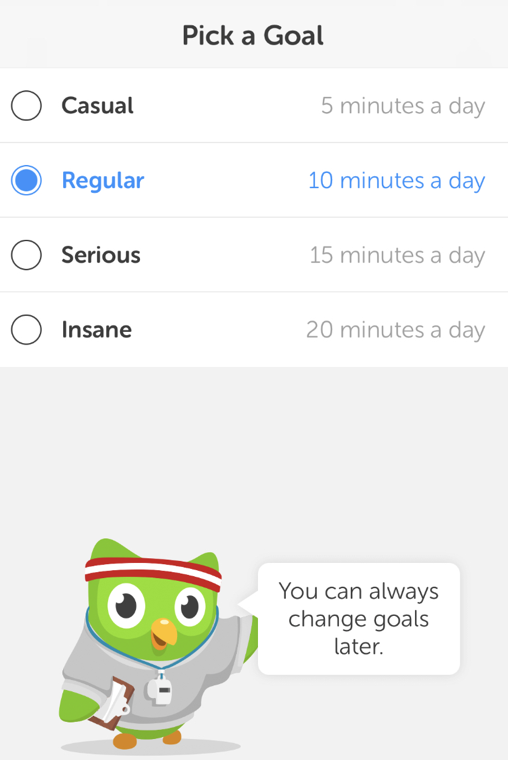 Pick a Goal
Casual 5 minutes a day
Regular 10 minutes a day
Serious 15 minutes a day
Insane 20 minutes a day
You can always
change goals
later.